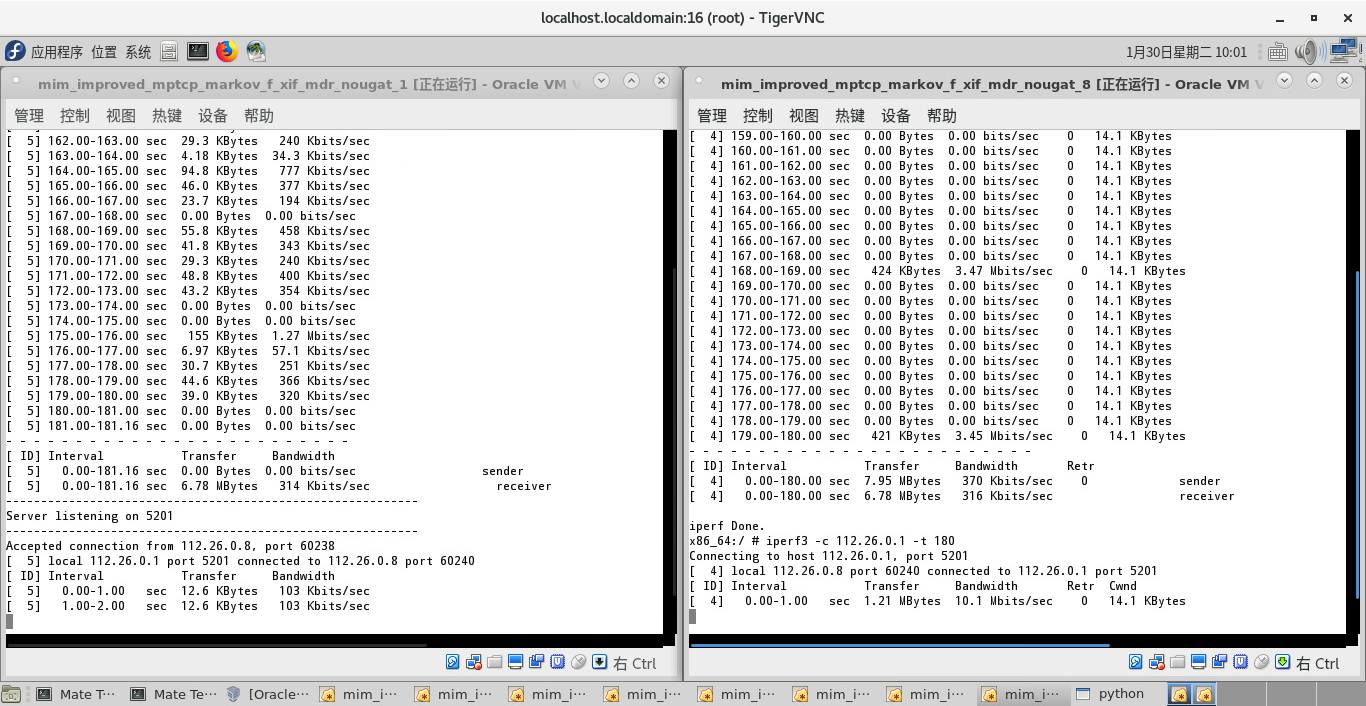 localhost.localdomain:16 (root) - TigerVNC
应用程序 位置 系统
1月30日星期二 10:01
mim_improved_mptcp_markov_f_xif_mdr_nougat_1 [正在运行] - Oracle VM
管理 控制 视图 热键 设备 帮助
[  5] 162.00-163.00 sec  29.3 KBytes   240 Kbits/sec
[  5] 163.00-164.00 sec  4.18 KBytes  34.3 Kbits/sec
[  5] 164.00-165.00 sec  94.8 KBytes   777 Kbits/sec
[  5] 165.00-166.00 sec  46.0 KBytes   377 Kbits/sec
[  5] 166.00-167.00 sec  23.7 KBytes   194 Kbits/sec
[  5] 167.00-168.00 sec  0.00 Bytes  0.00 bits/sec
[  5] 168.00-169.00 sec  55.8 KBytes   458 Kbits/sec
[  5] 169.00-170.00 sec  41.8 KBytes   343 Kbits/sec
[  5] 170.00-171.00 sec  29.3 KBytes   240 Kbits/sec
[  5] 171.00-172.00 sec  48.8 KBytes   400 Kbits/sec
[  5] 172.00-173.00 sec  43.2 KBytes   354 Kbits/sec
[  5] 173.00-174.00 sec  0.00 Bytes  0.00 bits/sec
[  5] 174.00-175.00 sec  0.00 Bytes  0.00 bits/sec
[  5] 175.00-176.00 sec   155 KBytes  1.27 Mbits/sec
[  5] 176.00-177.00 sec  6.97 KBytes  57.1 Kbits/sec
[  5] 177.00-178.00 sec  30.7 KBytes   251 Kbits/sec
[  5] 178.00-179.00 sec  44.6 KBytes   366 Kbits/sec
[  5] 179.00-180.00 sec  39.0 KBytes   320 Kbits/sec
[  5] 180.00-181.00 sec  0.00 Bytes  0.00 bits/sec
[  5] 181.00-181.16 sec  0.00 Bytes  0.00 bits/sec
- - - - - - - - - - - - - - - - - - - - - - - - -
[ ID] Interval           Transfer     Bandwidth
[  5]   0.00-181.16 sec  0.00 Bytes  0.00 bits/sec                  sender
[  5]   0.00-181.16 sec  6.78 MBytes   314 Kbits/sec                  receiver
-----------------------------------------------------------
Server listening on 5201
-----------------------------------------------------------
Accepted connection from 112.26.0.8, port 60238
[  5] local 112.26.0.1 port 5201 connected to 112.26.0.8 port 60240
[ ID] Interval           Transfer     Bandwidth
[  5]   0.00-1.00   sec  12.6 KBytes   103 Kbits/sec
[  5]   1.00-2.00   sec  12.6 KBytes   103 Kbits/sec
右 Ctrl
mim_improved_mptcp_markov_f_xif_mdr_nougat_8 [正在运行] - Oracle VM
管理 控制 视图 热键 设备 帮助
[  4] 159.00-160.00 sec  0.00 Bytes  0.00 bits/sec    0   14.1 KBytes
[  4] 160.00-161.00 sec  0.00 Bytes  0.00 bits/sec    0   14.1 KBytes
[  4] 161.00-162.00 sec  0.00 Bytes  0.00 bits/sec    0   14.1 KBytes
[  4] 162.00-163.00 sec  0.00 Bytes  0.00 bits/sec    0   14.1 KBytes
[  4] 163.00-164.00 sec  0.00 Bytes  0.00 bits/sec    0   14.1 KBytes
[  4] 164.00-165.00 sec  0.00 Bytes  0.00 bits/sec    0   14.1 KBytes
[  4] 165.00-166.00 sec  0.00 Bytes  0.00 bits/sec    0   14.1 KBytes
[  4] 166.00-167.00 sec  0.00 Bytes  0.00 bits/sec    0   14.1 KBytes
[  4] 167.00-168.00 sec  0.00 Bytes  0.00 bits/sec    0   14.1 KBytes
[  4] 168.00-169.00 sec   424 KBytes  3.47 Mbits/sec    0   14.1 KBytes
[  4] 169.00-170.00 sec  0.00 Bytes  0.00 bits/sec    0   14.1 KBytes
[  4] 170.00-171.00 sec  0.00 Bytes  0.00 bits/sec    0   14.1 KBytes
[  4] 171.00-172.00 sec  0.00 Bytes  0.00 bits/sec    0   14.1 KBytes
[  4] 172.00-173.00 sec  0.00 Bytes  0.00 bits/sec    0   14.1 KBytes
[  4] 173.00-174.00 sec  0.00 Bytes  0.00 bits/sec    0   14.1 KBytes
[  4] 174.00-175.00 sec  0.00 Bytes  0.00 bits/sec    0   14.1 KBytes
[  4] 175.00-176.00 sec  0.00 Bytes  0.00 bits/sec    0   14.1 KBytes
[  4] 176.00-177.00 sec  0.00 Bytes  0.00 bits/sec    0   14.1 KBytes
[  4] 177.00-178.00 sec  0.00 Bytes  0.00 bits/sec    0   14.1 KBytes
[  4] 178.00-179.00 sec  0.00 Bytes  0.00 bits/sec    0   14.1 KBytes
[  4] 179.00-180.00 sec   421 KBytes  3.45 Mbits/sec    0   14.1 KBytes
- - - - - - - - - - - - - - - - - - - - - - - - -
[ ID] Interval           Transfer     Bandwidth       Retr
[  4]   0.00-180.00 sec  7.95 MBytes   370 Kbits/sec    0             sender
[  4]   0.00-180.00 sec  6.78 MBytes   316 Kbits/sec                  receiver
iperf Done.
x86_64:/ # iperf3 -c 112.26.0.1 -t 180
Connecting to host 112.26.0.1, port 5201
[  4] local 112.26.0.8 port 60240 connected to 112.26.0.1 port 5201
[ ID] Interval           Transfer     Bandwidth       Retr  Cwnd
[  4]   0.00-1.00   sec  1.21 MBytes  10.1 Mbits/sec    0   14.1 KBytes
右 Ctrl
Mate T··· Mate Te··· [Oracle··· mim_i··· mim_i··· mim_i··· mim_i··· mim_i··· mim_i··· mim_i··· mim_i··· python